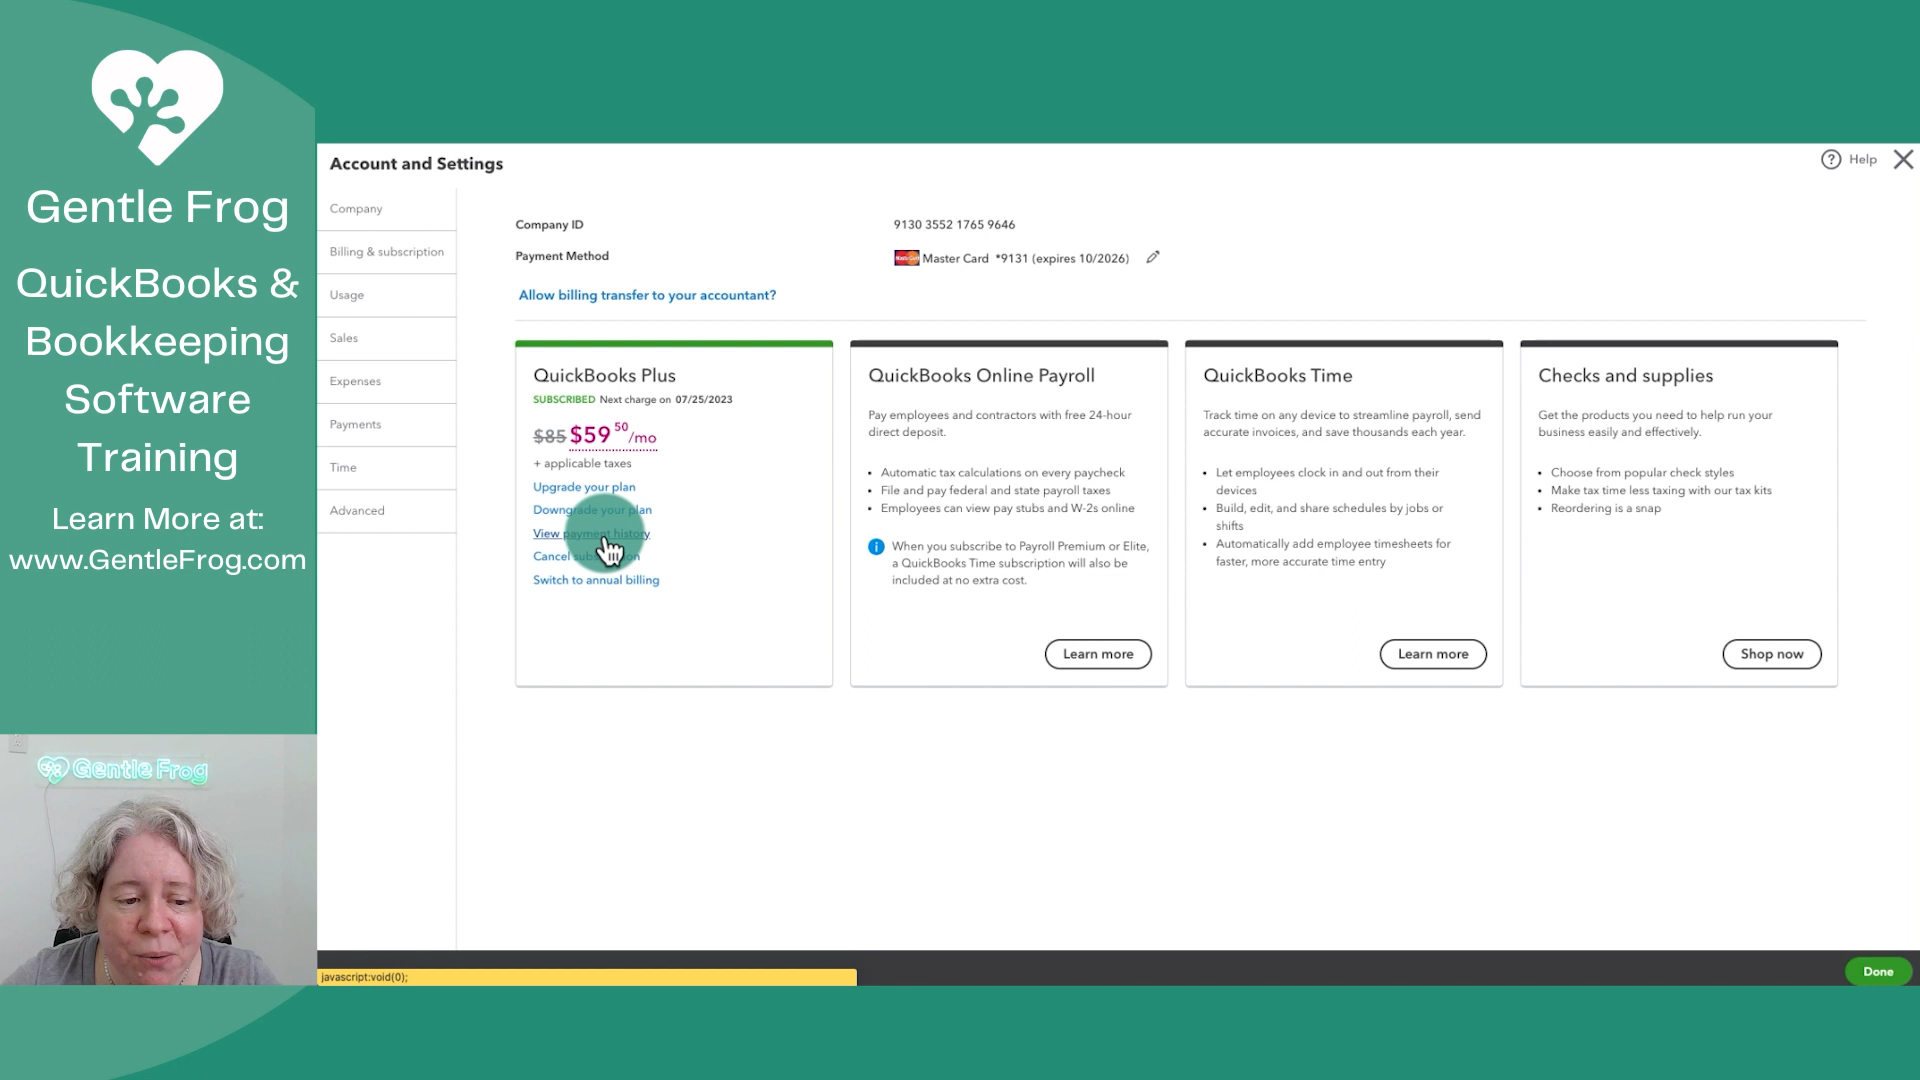 Gentle Frog
QuickBooks &
Bookkeeping
Software
Training
Learn More at:
www.GentleFrog.com
Gentle Frog
Account and Settings
Help
Company
Billing & subscription
Usage
Sales
Expenses
Payments
Time
Advanced
Company ID
9130 3552 1765 9646
Payment Method
Master Card *9131 (expires 10/2026)
Allow billing transfer to your accountant?
QuickBooks Plus
SUBSCRIBED Next charge on 07/25/2023
$85 $59 50/mo
+ applicable taxes
Upgrade your plan
Downgrade your plan
View payment history
Cancel subscription
Switch to annual billing
QuickBooks Online Payroll
Pay employees and contractors with free 24-hour
direct deposit.
• Automatic tax calculations on every paycheck
• File and pay federal and state payroll taxes
• Employees can view pay stubs and W-2s online
When you subscribe to Payroll Premium or Elite,
a QuickBooks Time subscription will also be
included at no extra cost.
Learn more
QuickBooks Time
Track time on any device to streamline payroll, send
accurate invoices, and save thousands each year.
• Let employees clock in and out from their
devices
• Build, edit, and share schedules by jobs or
shifts
• Automatically add employee timesheets for
faster, more accurate time entry
Learn more
Checks and supplies
Get the products you need to help run your
business easily and effectively.
• Choose from popular check styles
• Make tax time less taxing with our tax kits
• Reordering is a snap
Shop now
javascript:void(0);
Done